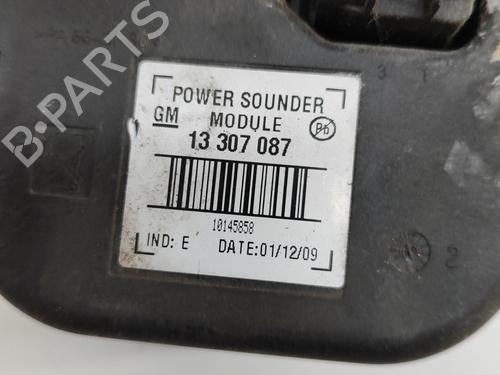 POWER SOUNDER
GM MODULE Pb
13 307 087
10145858
IND: E DATE:01/12/09
3 1
2
B-PARTS